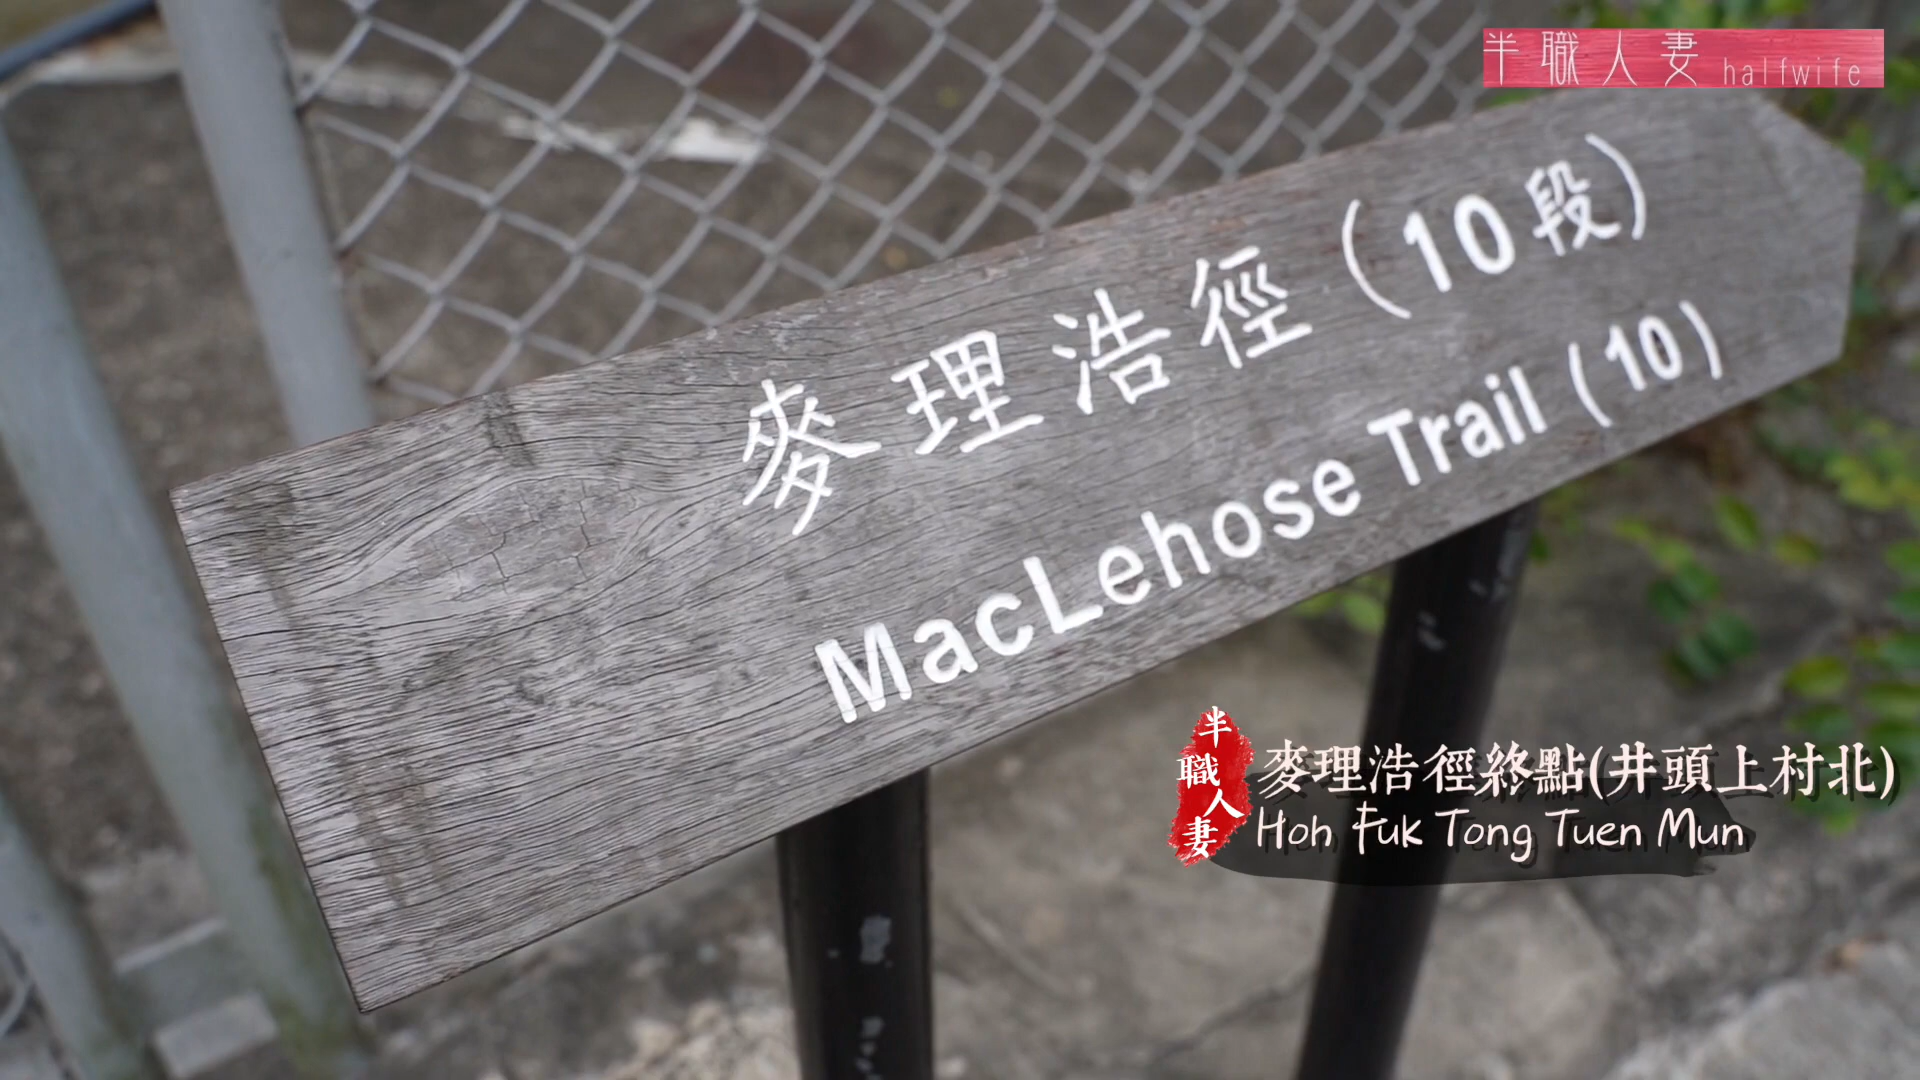 半職人妻 halfwife
麥理浩徑（10段）
MacLehose Trail (10)
半職人妻
麥理浩徑終點(井頭上村北)
Hoh Fuk Tong Tuen Mun